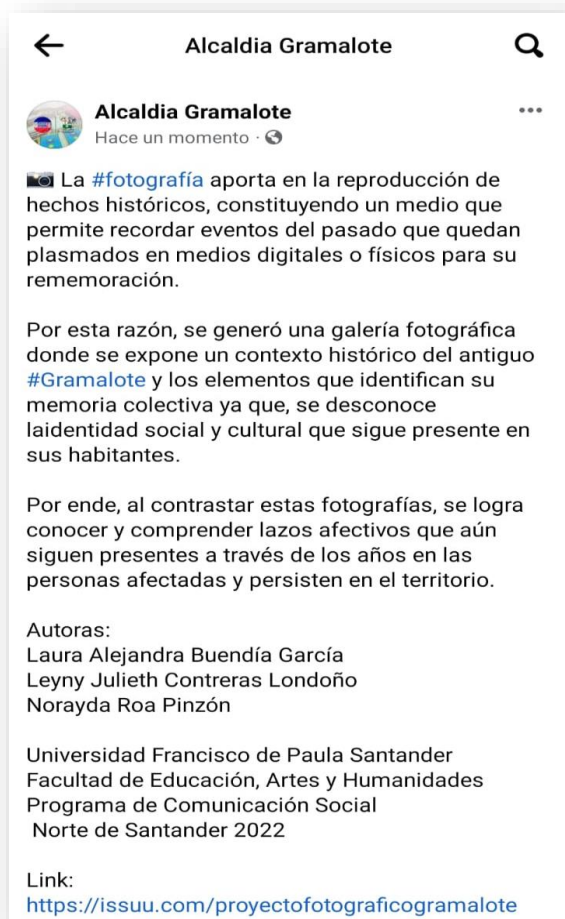 Alcaldia Gramalote
Alcaldia Gramalote
Hace un momento ·
La #fotografía aporta en la reproducción de
hechos históricos, constituyendo un medio que
permite recordar eventos del pasado que quedan
plasmados en medios digitales o físicos para su
rememoración.
Por esta razón, se generó una galería fotográfica
donde se expone un contexto histórico del antiguo
#Gramalote y los elementos que identifican su
memoria colectiva ya que, se desconoce
laidentidad social y cultural que sigue presente en
sus habitantes.
Por ende, al contrastar estas fotografías, se logra
conocer y comprender lazos afectivos que aún
siguen presentes a través de los años en las
personas afectadas y persisten en el territorio.
Autoras:
Laura Alejandra Buendía García
Leyny Julieth Contreras Londoño
Norayda Roa Pinzón
Universidad Francisco de Paula Santander
Facultad de Educación, Artes y Humanidades
Programa de Comunicación Social
Norte de Santander 2022
Link:
https://issuu.com/proyectofotograficogramalote